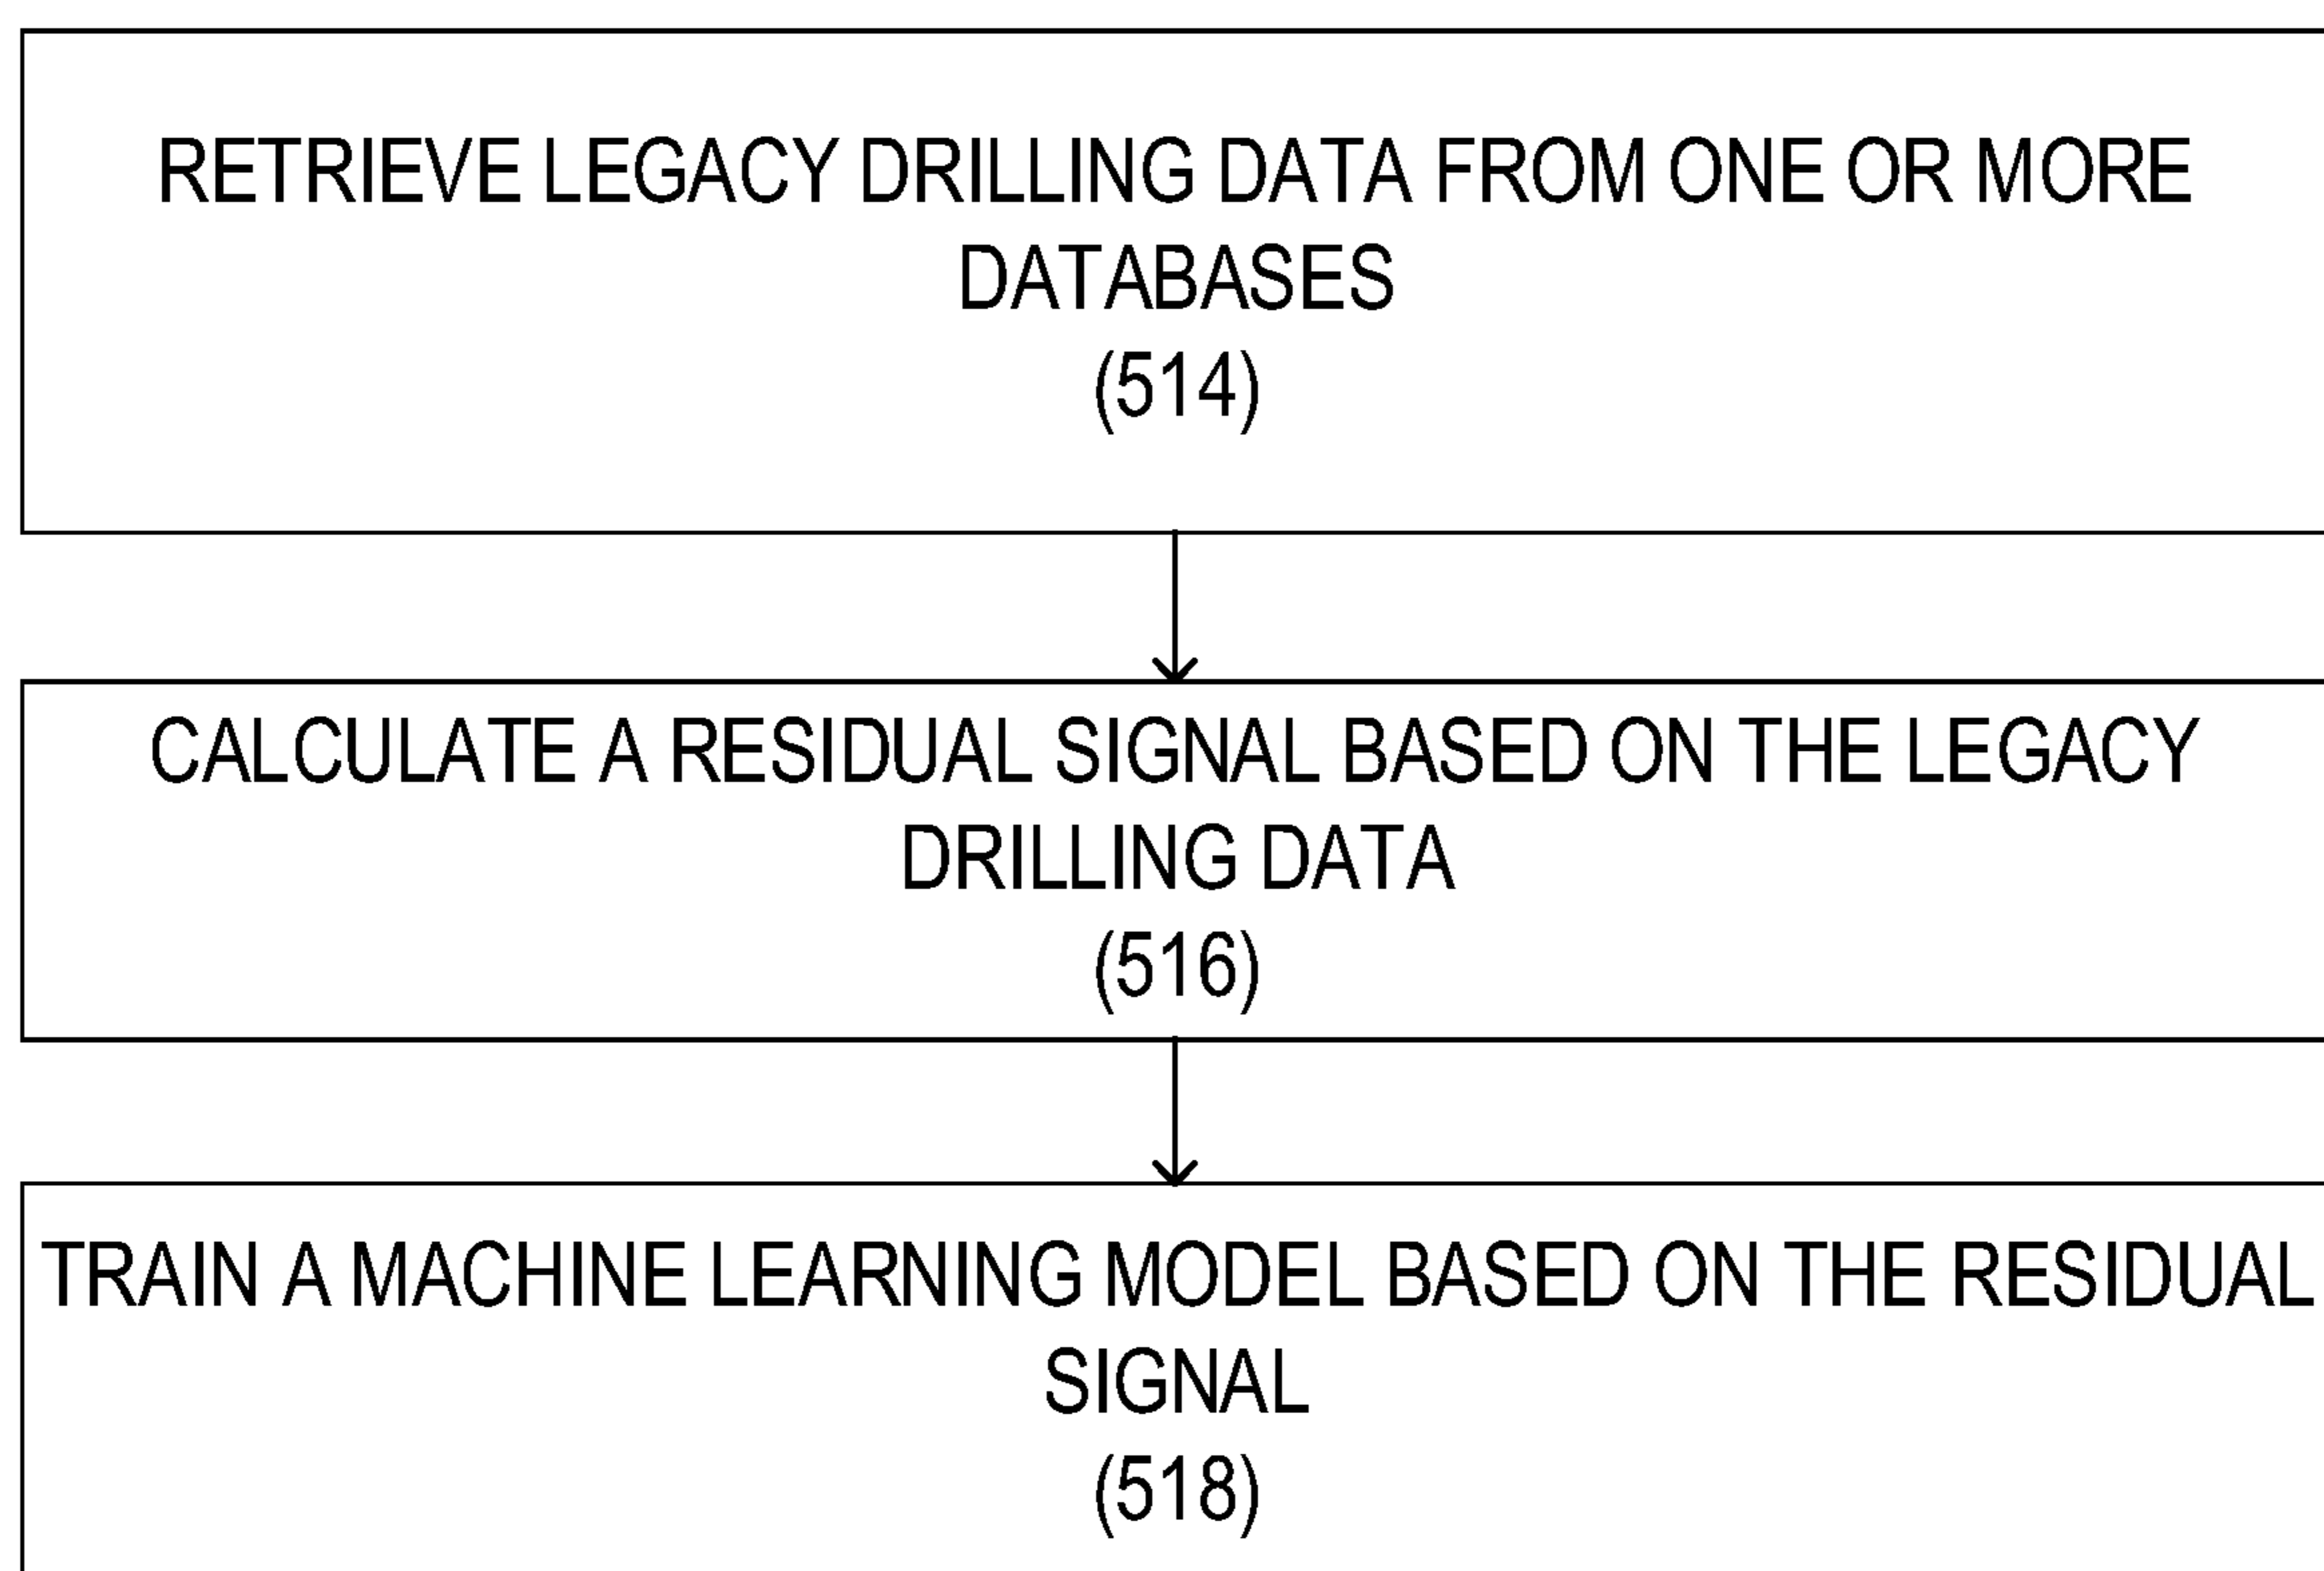 RETRIEVE LEGACY DRILLING DATA FROM ONE OR MORE
DATABASES
(514)
CALCULATE A RESIDUAL SIGNAL BASED ON THE LEGACY
DRILLING DATA
(516)
TRAIN A MACHINE LEARNING MODEL BASED ON THE RESIDUAL
SIGNAL
(518)